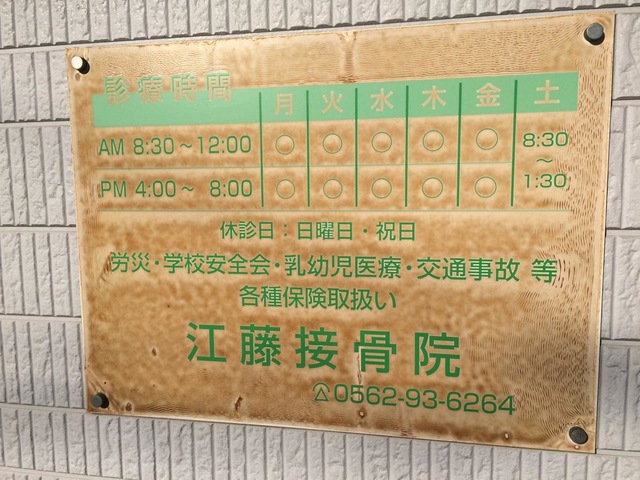 診療時間 月 火 水 木 金 土
AM 8:30～12:00 ○ ○ ○ ○ ○ 8:30～1:30
PM 4:00～ 8:00 ○ ○ ○ ○ ○
休診日：日曜日・祝日
労災・学校安全会・乳幼児医療・交通事故 等
各種保険取扱い
江藤接骨院
0562-93-6264